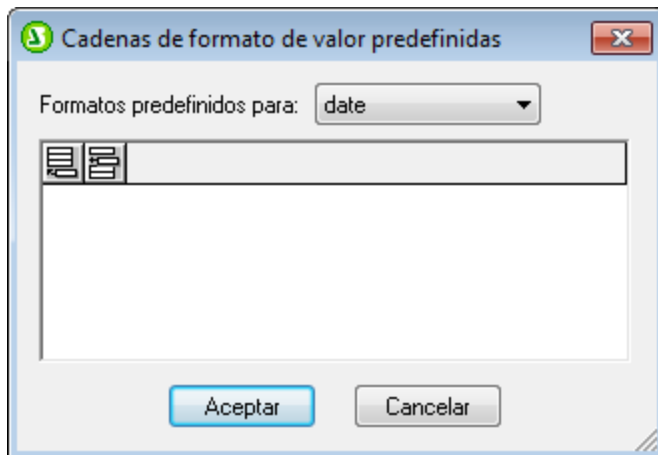 Cadenas de formato de valor predefinidas
Formatos predefinidos para: date
Aceptar Cancelar